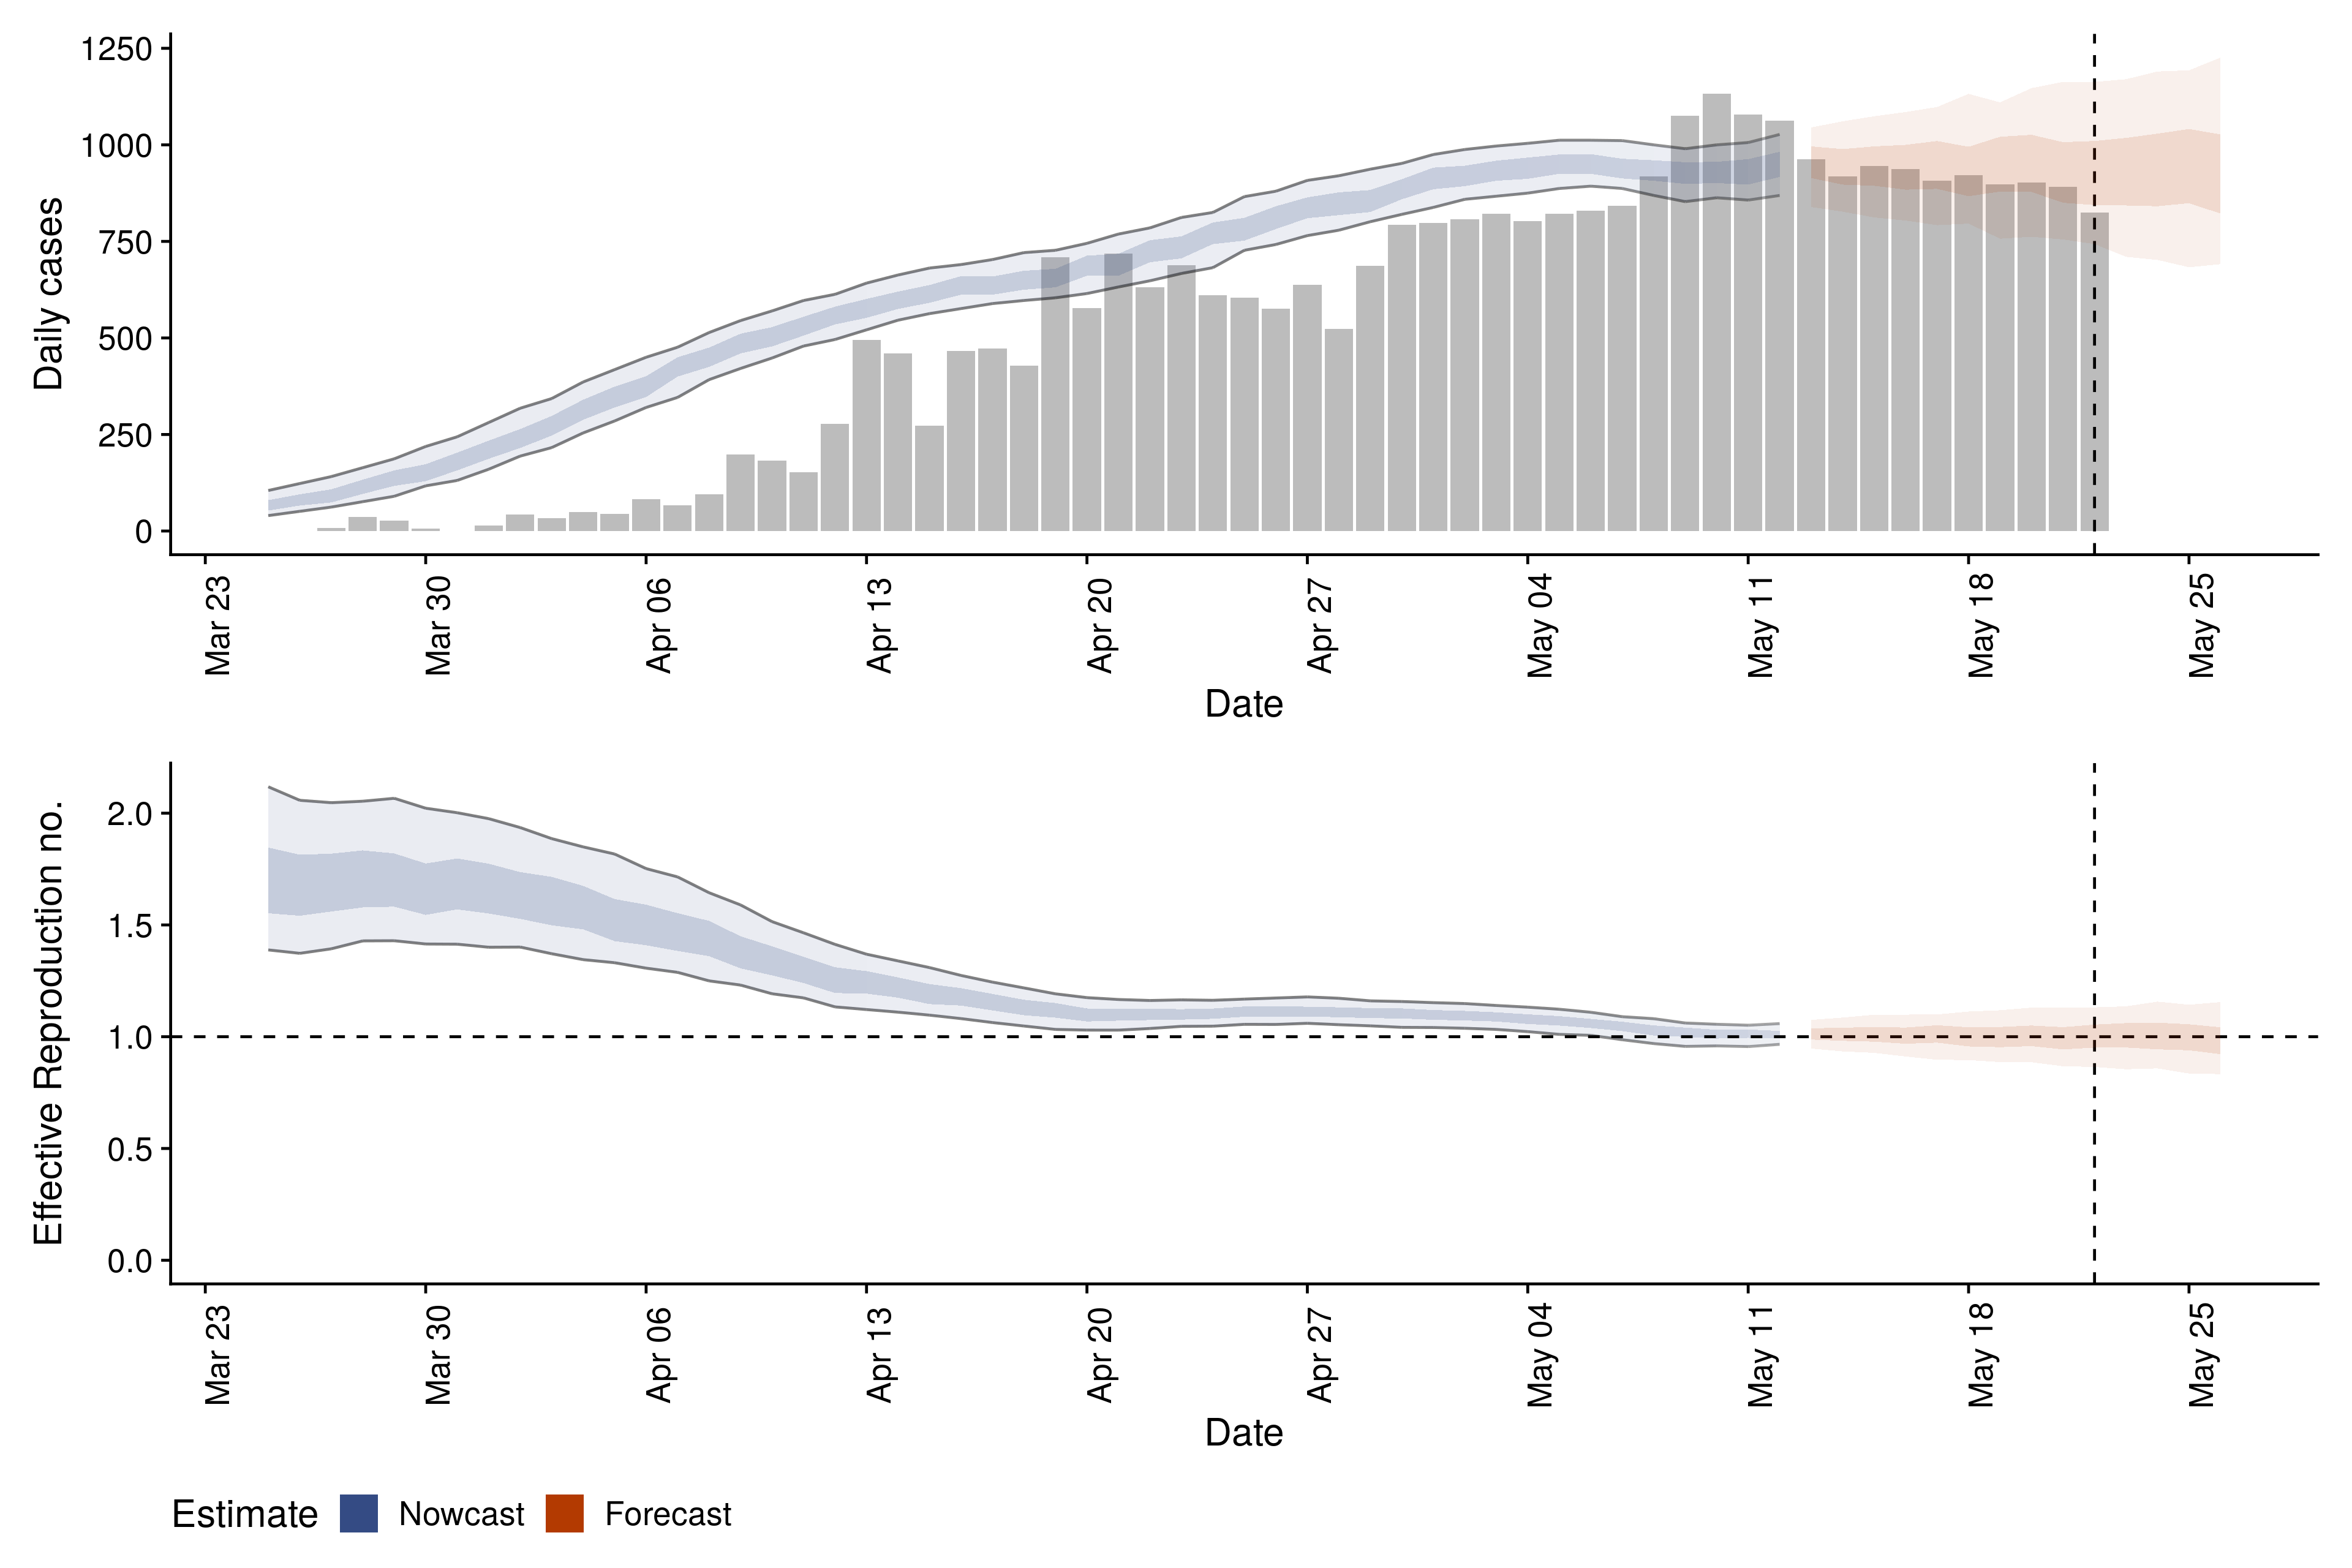 Daily cases
1250
1000
750
500
250
0
Mar 23
Mar 30
Apr 06
Apr 13
Apr 20
Apr 27
May 04
May 11
May 18
May 25
Date
Effective Reproduction no.
2.0
1.5
1.0
0.5
0.0
Mar 23
Mar 30
Apr 06
Apr 13
Apr 20
Apr 27
May 04
May 11
May 18
May 25
Date
Estimate Nowcast Forecast